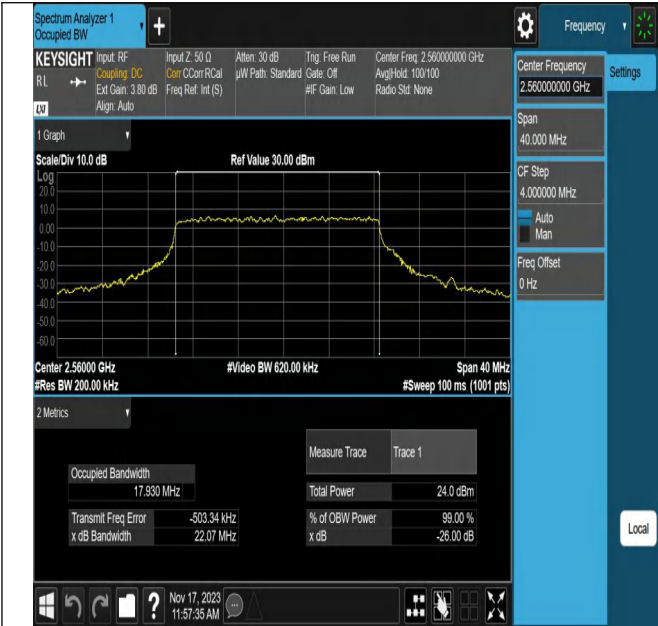 Spectrum Analyzer 1
Occupied BW
Frequency
KEYSIGHT
RL
Input: RF
Coupling: DC
Ext Gain: 3.80 dB
Align: Auto
Input Z: 50 Ω
Corr CCorr RCal
Freq Ref: Int (S)
Atten: 30 dB
µW Path: Standard
Trig: Free Run
Gate: Off
#IF Gain: Low
Center Freq: 2.560000000 GHz
Avg|Hold: 100/100
Radio Std: None
Center Frequency
2.560000000 GHz
Settings
Span
40.000 MHz
CF Step
4.000000 MHz
Auto
Man
Freq Offset
0 Hz
Local
1 Graph
Scale/Div 10.0 dB
Ref Value 30.00 dBm
Log
20.0
10.0
0.00
-10.0
-20.0
-30.0
-40.0
-50.0
-60.0
Center 2.56000 GHz
#Video BW 620.00 kHz
Span 40 MHz
#Res BW 200.00 kHz
#Sweep 100 ms (1001 pts)
2 Metrics
Measure Trace Trace 1
Occupied Bandwidth
17.930 MHz
Total Power 24.0 dBm
Transmit Freq Error -503.34 kHz
% of OBW Power 99.00 %
x dB Bandwidth 22.07 MHz
x dB -26.00 dB
?
Nov 17, 2023
11:57:35 AM